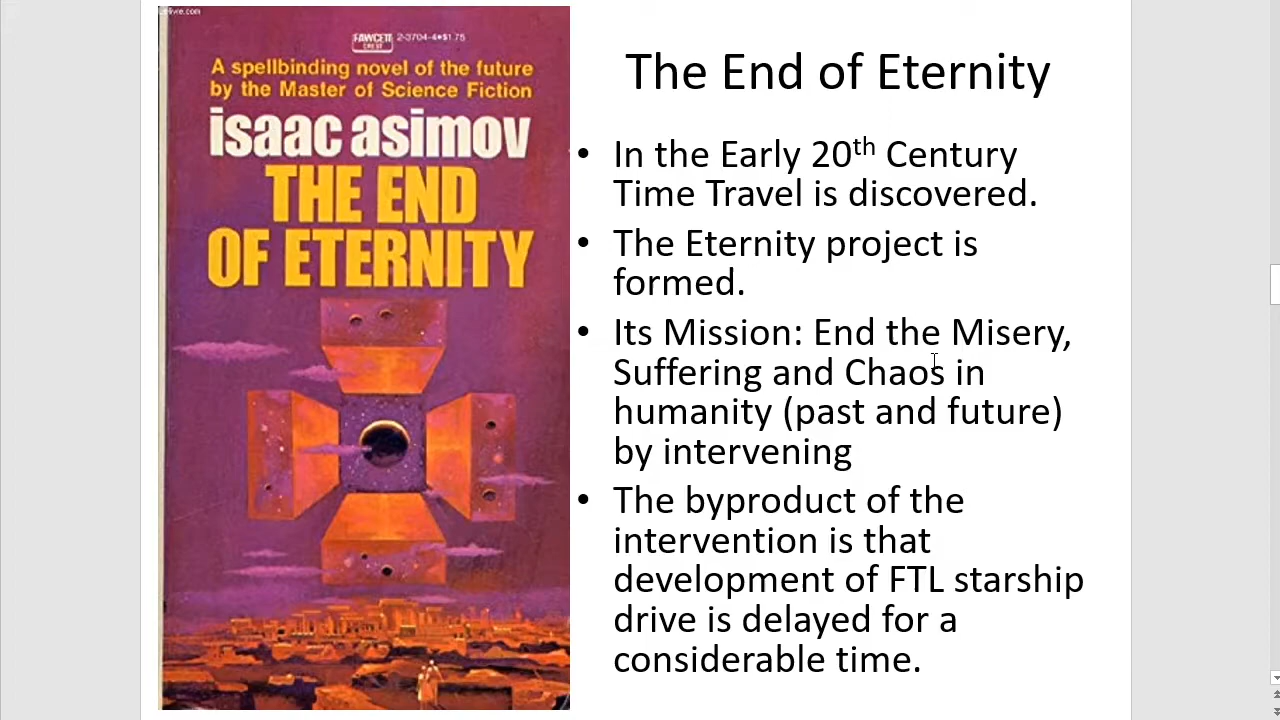 FAWCETT
CREST
2-3704-4•$1.75
A spellbinding novel of the future
by the Master of Science Fiction
isaac asimov
THE END
OF ETERNITY
The End of Eternity
• In the Early 20th Century
Time Travel is discovered.
• The Eternity project is
formed.
• Its Mission: End the Misery,
Suffering and Chaos in
humanity (past and future)
by intervening
• The byproduct of the
intervention is that
development of FTL starship
drive is delayed for a
considerable time.